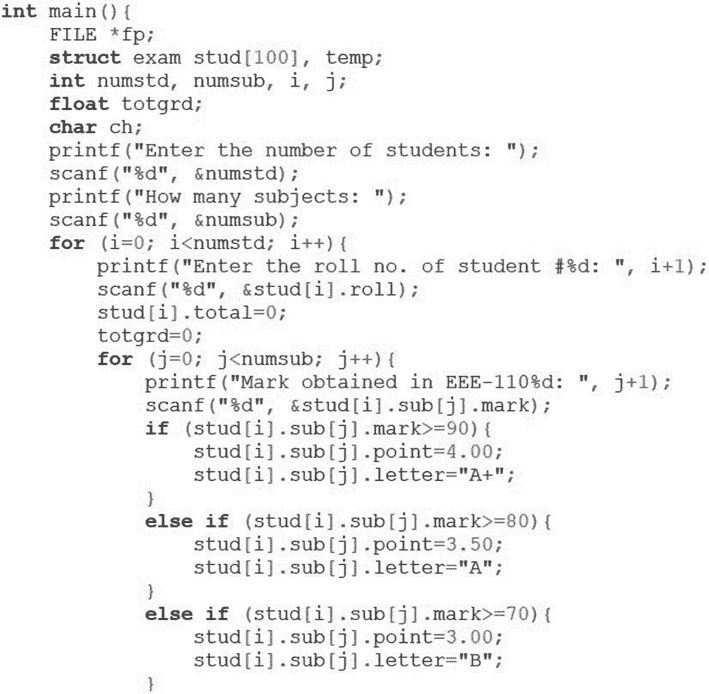 int main(){
    FILE *fp;
    struct exam stud[100], temp;
    int numstd, numsub, i, j;
    float totgrd;
    char ch;
    printf("Enter the number of students: ");
    scanf("%d", &numstd);
    printf("How many subjects: ");
    scanf("%d", &numsub);
    for (i=0; i<numstd; i++){
        printf("Enter the roll no. of student #%d: ", i+1);
        scanf("%d", &stud[i].roll);
        stud[i].total=0;
        totgrd=0;
        for (j=0; j<numsub; j++){
            printf("Mark obtained in EEE-110%d: ", j+1);
            scanf("%d", &stud[i].sub[j].mark);
            if (stud[i].sub[j].mark>=90){
                stud[i].sub[j].point=4.00;
                stud[i].sub[j].letter="A+";
            }
            else if (stud[i].sub[j].mark>=80){
                stud[i].sub[j].point=3.50;
                stud[i].sub[j].letter="A";
            }
            else if (stud[i].sub[j].mark>=70){
                stud[i].sub[j].point=3.00;
                stud[i].sub[j].letter="B";
            }